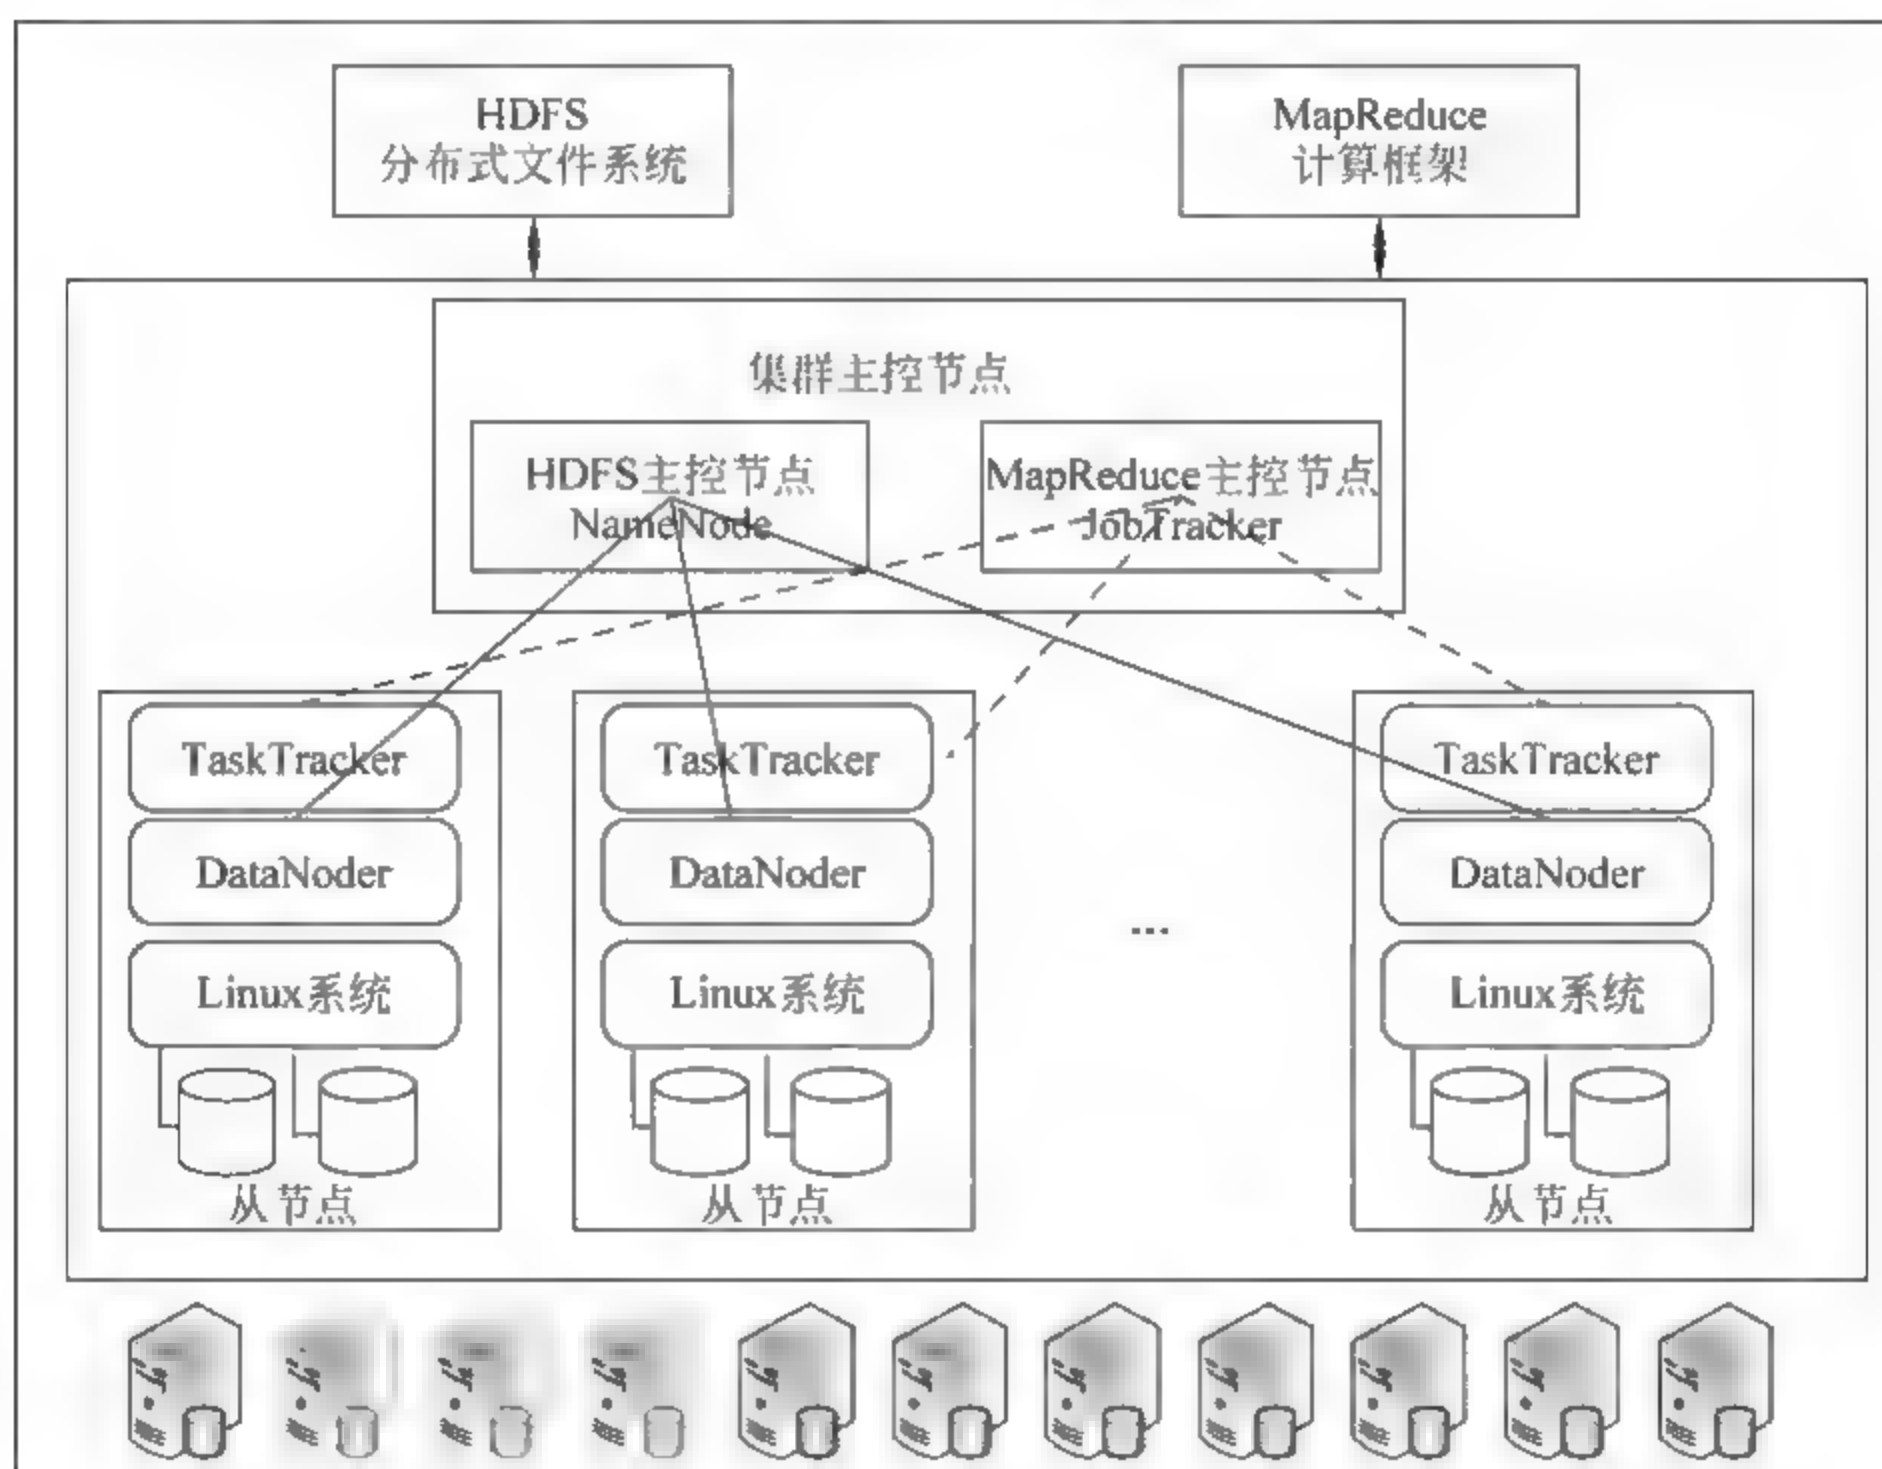 HDFS
分布式文件系统
MapReduce
计算框架
集群主控节点
HDFS主控节点
NameNode
MapReduce主控节点
JobTracker
TaskTracker
DataNoder
Linux系统
从节点
TaskTracker
DataNoder
Linux系统
从节点
...
TaskTracker
DataNoder
Linux系统
从节点